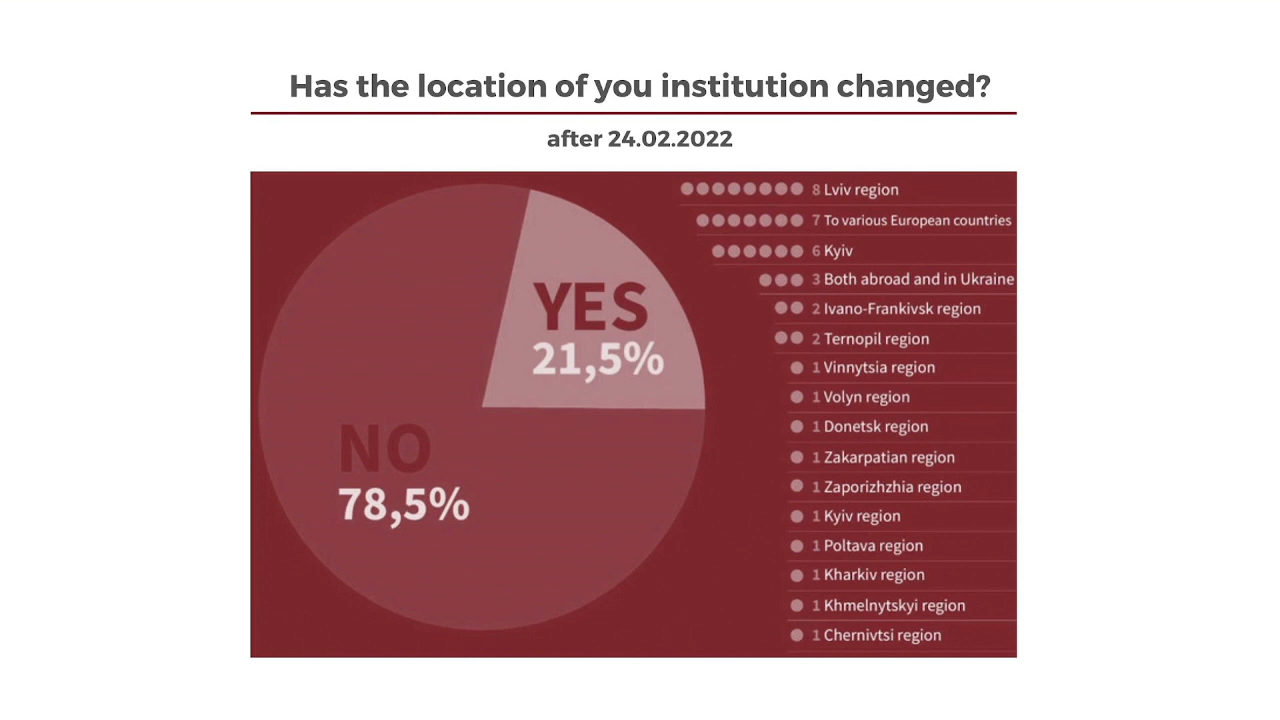 Has the location of you institution changed?
after 24.02.2022
YES
21,5%
NO
78,5%
8 Lviv region
7 To various European countries
6 Kyiv
3 Both abroad and in Ukraine
2 Ivano-Frankivsk region
2 Ternopil region
1 Vinnytsia region
1 Volyn region
1 Donetsk region
1 Zakarpatian region
1 Zaporizhzhia region
1 Kyiv region
1 Poltava region
1 Kharkiv region
1 Khmelnytskyi region
1 Chernivtsi region